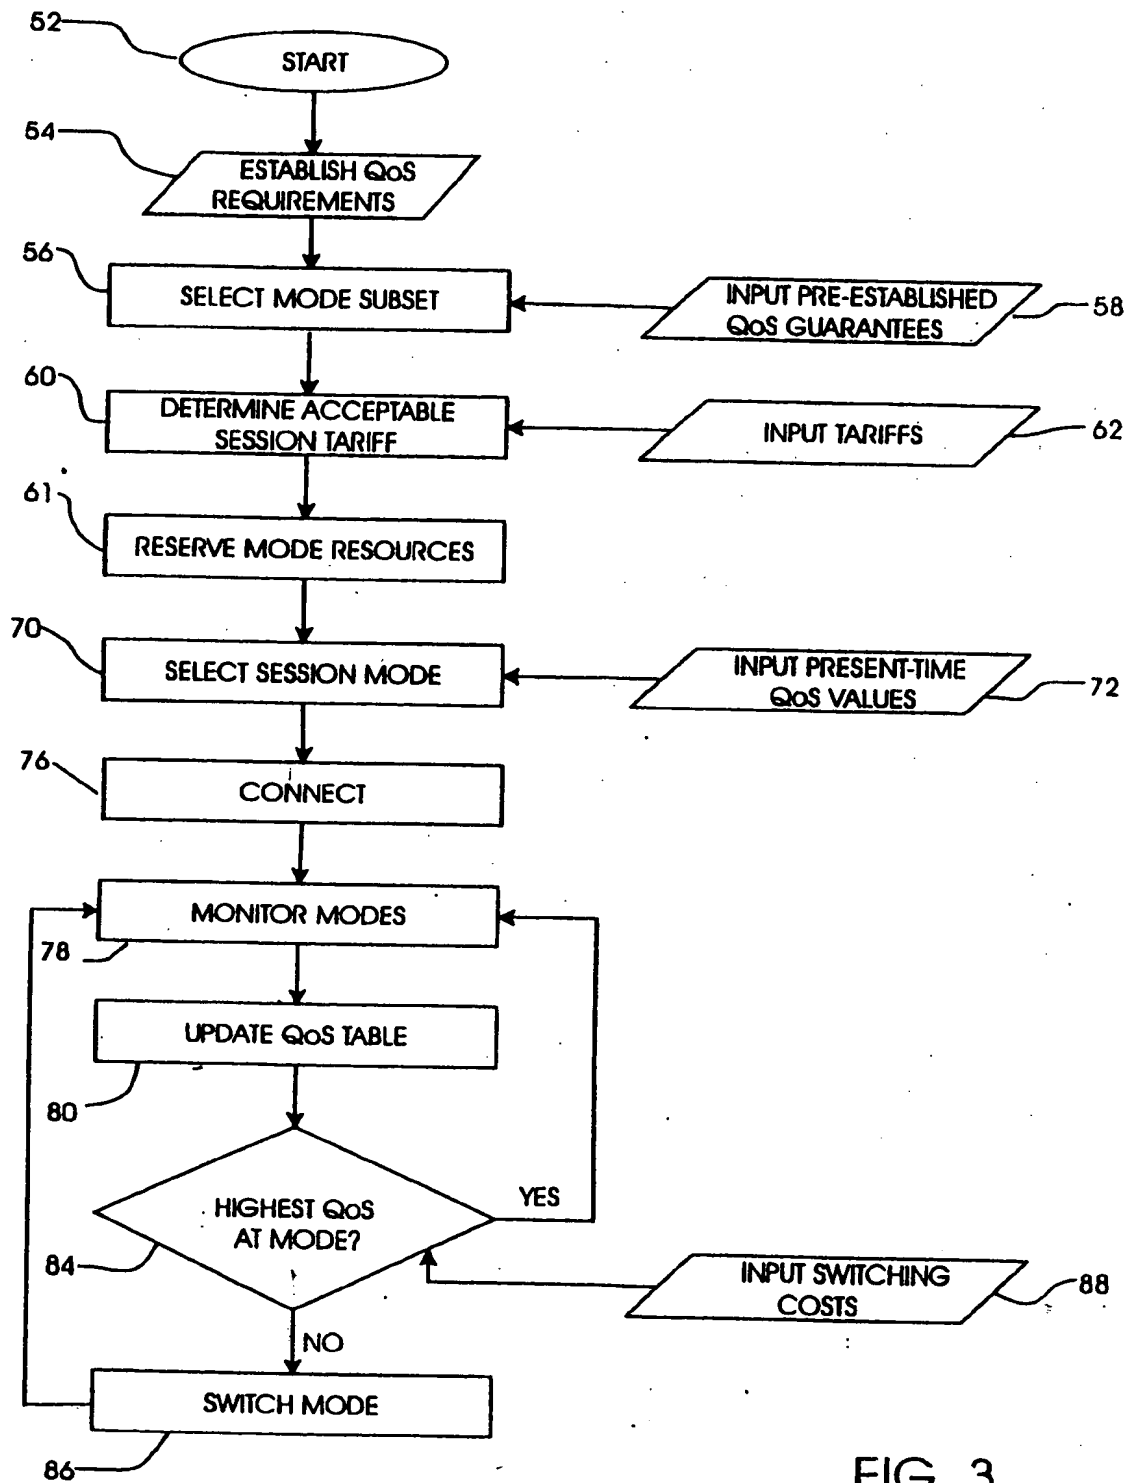 52
START
54
ESTABLISH QoS
REQUIREMENTS
56
SELECT MODE SUBSET
INPUT PRE-ESTABLISHED
QoS GUARANTEES
58
60
DETERMINE ACCEPTABLE
SESSION TARIFF
INPUT TARIFFS
62
61
RESERVE MODE RESOURCES
70
SELECT SESSION MODE
INPUT PRESENT-TIME
QoS VALUES
72
76
CONNECT
MONITOR MODES
78
UPDATE QoS TABLE
80
HIGHEST QoS
AT MODE?
YES
84
INPUT SWITCHING
COSTS
88
NO
SWITCH MODE
86
FIG. 3